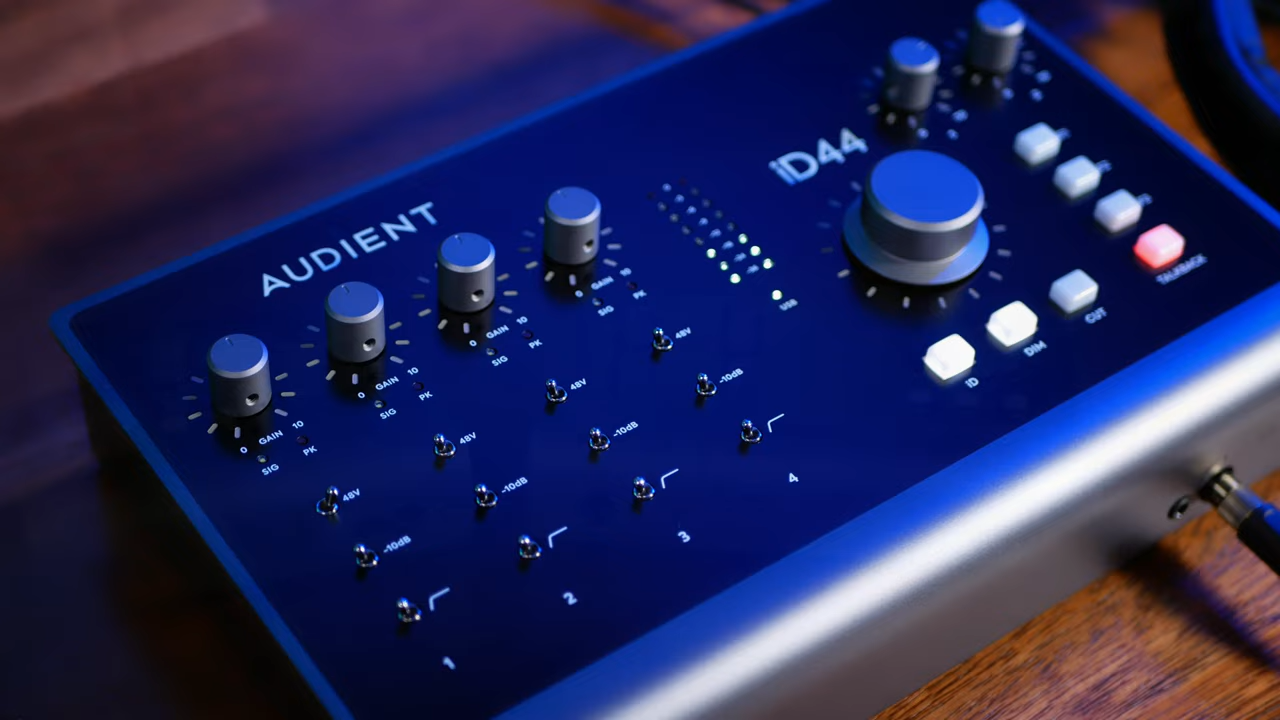 AUDIENT
iD44
0 GAIN 10
SIG PK
0 GAIN 10
SIG PK
0 GAIN 10
SIG PK
0 GAIN 10
SIG PK
48V
-10dB
1
48V
-10dB
2
48V
-10dB
3
48V
-10dB
4
USB
ID
DIM
CUT
TALKBACK